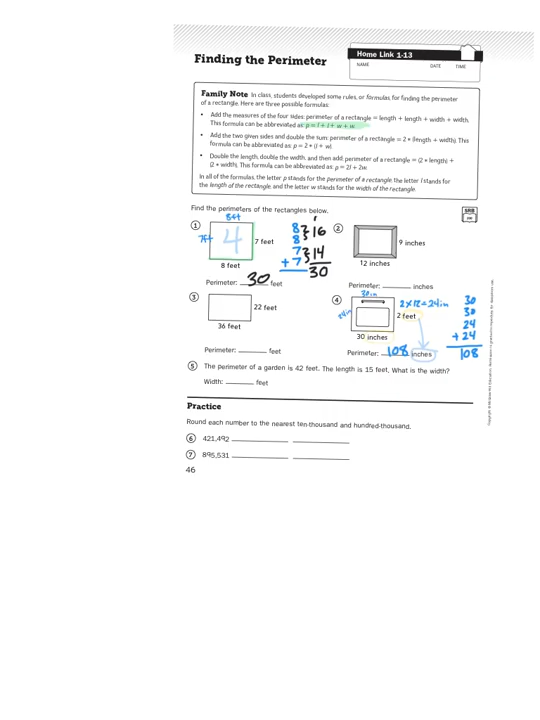 Finding the Perimeter
Home Link 1-13
NAME DATE TIME
Family Note In class, students developed some rules, or formulas, for finding the perimeter
of a rectangle. Here are three possible formulas:
• Add the measures of the four sides: perimeter of a rectangle = length + length + width + width.
This formula can be abbreviated as: p = l + l + w + w.
• Add the two given sides and double the sum: perimeter of a rectangle = 2 * (length + width). This
formula can be abbreviated as: p = 2 * (l + w).
• Double the length, double the width, and then add: perimeter of a rectangle = (2 * length) +
(2 * width). This formula can be abbreviated as: p = 2l + 2w.
In all of the formulas, the letter p stands for the perimeter of a rectangle, the letter l stands for
the length of the rectangle, and the letter w stands for the width of the rectangle.
Find the perimeters of the rectangles below.
SRB
1
8ft
7ft
4
7 feet
8 feet
8
8
7
+ 7
16
14
30
Perimeter: 30 feet
2
9 inches
12 inches
Perimeter: ______ inches
3
22 feet
36 feet
Perimeter: ______ feet
4
30in
24in
2 feet
2x12=24in
30 inches
30
30
24
+ 24
108
Perimeter: 108 inches
5 The perimeter of a garden is 42 feet. The length is 15 feet. What is the width?
Width: ______ feet
Practice
Round each number to the nearest ten-thousand and hundred-thousand.
6 421,492 ______ ______
7 895,531 ______ ______
46